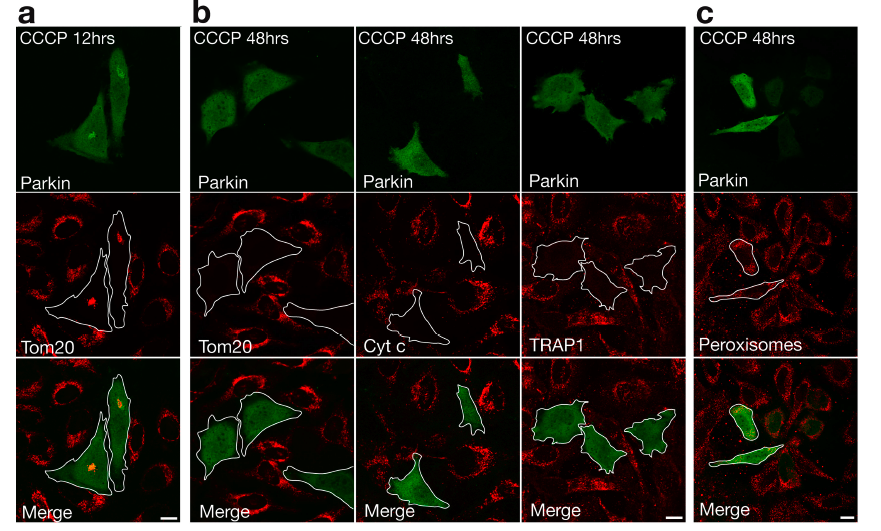 a
b
c
CCCP 12hrs
CCCP 48hrs
CCCP 48hrs
CCCP 48hrs
CCCP 48hrs
Parkin
Parkin
Parkin
Parkin
Parkin
Tom20
Tom20
Cyt c
TRAP1
Peroxisomes
Merge
Merge
Merge
Merge
Merge